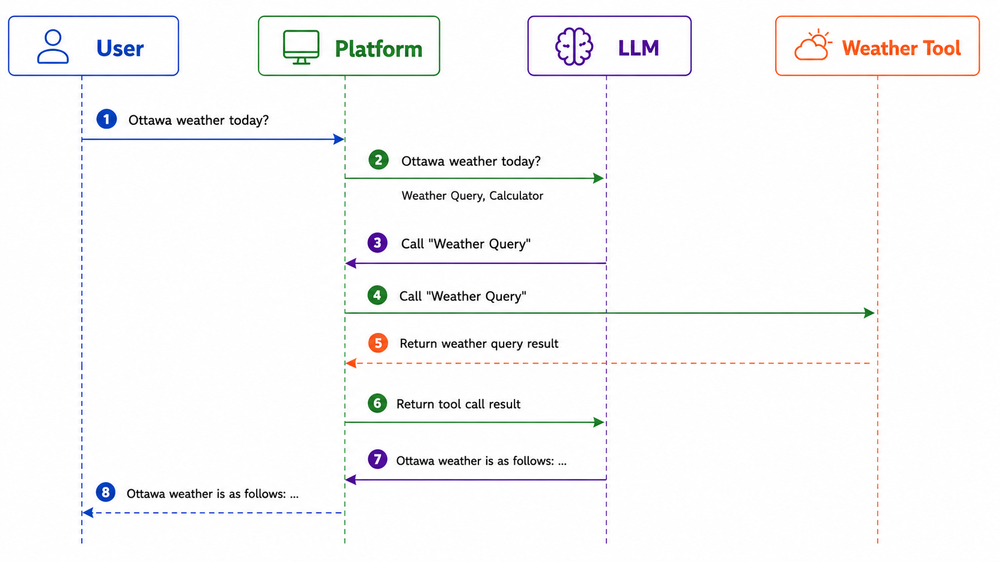 User
Platform
LLM
Weather Tool
1 Ottawa weather today?
2 Ottawa weather today?
Weather Query, Calculator
3 Call "Weather Query"
4 Call "Weather Query"
5 Return weather query result
6 Return tool call result
7 Ottawa weather is as follows: ...
8 Ottawa weather is as follows: ...